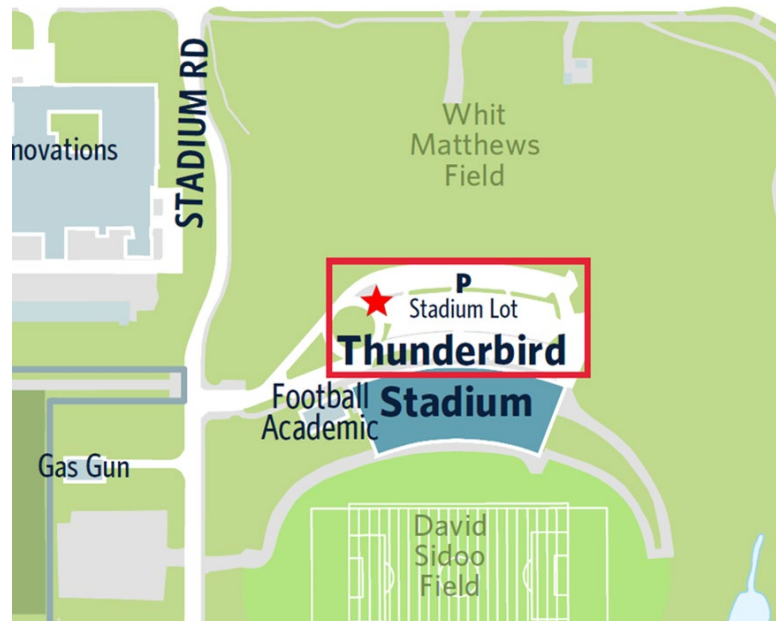 STADIUM RD
novations
Whit
Matthews
Field
P
Stadium Lot
Thunderbird
Stadium
Football
Academic
Gas Gun
David
Sidoo
Field